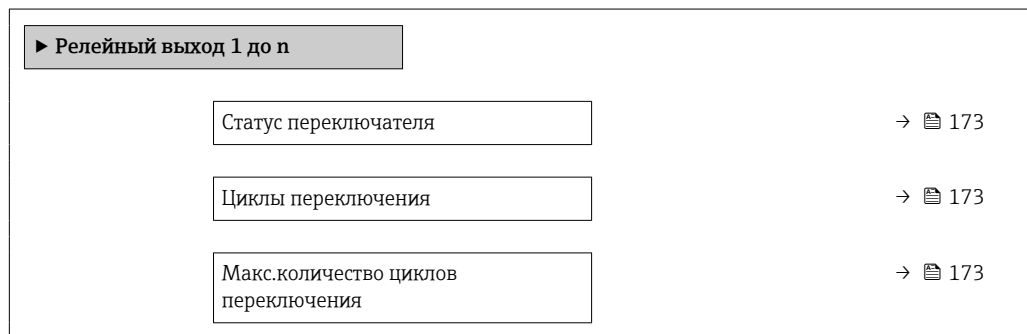 ▶ Релейный выход 1 до n
Статус переключателя → 173
Циклы переключения → 173
Макс.количество циклов → 173
переключения